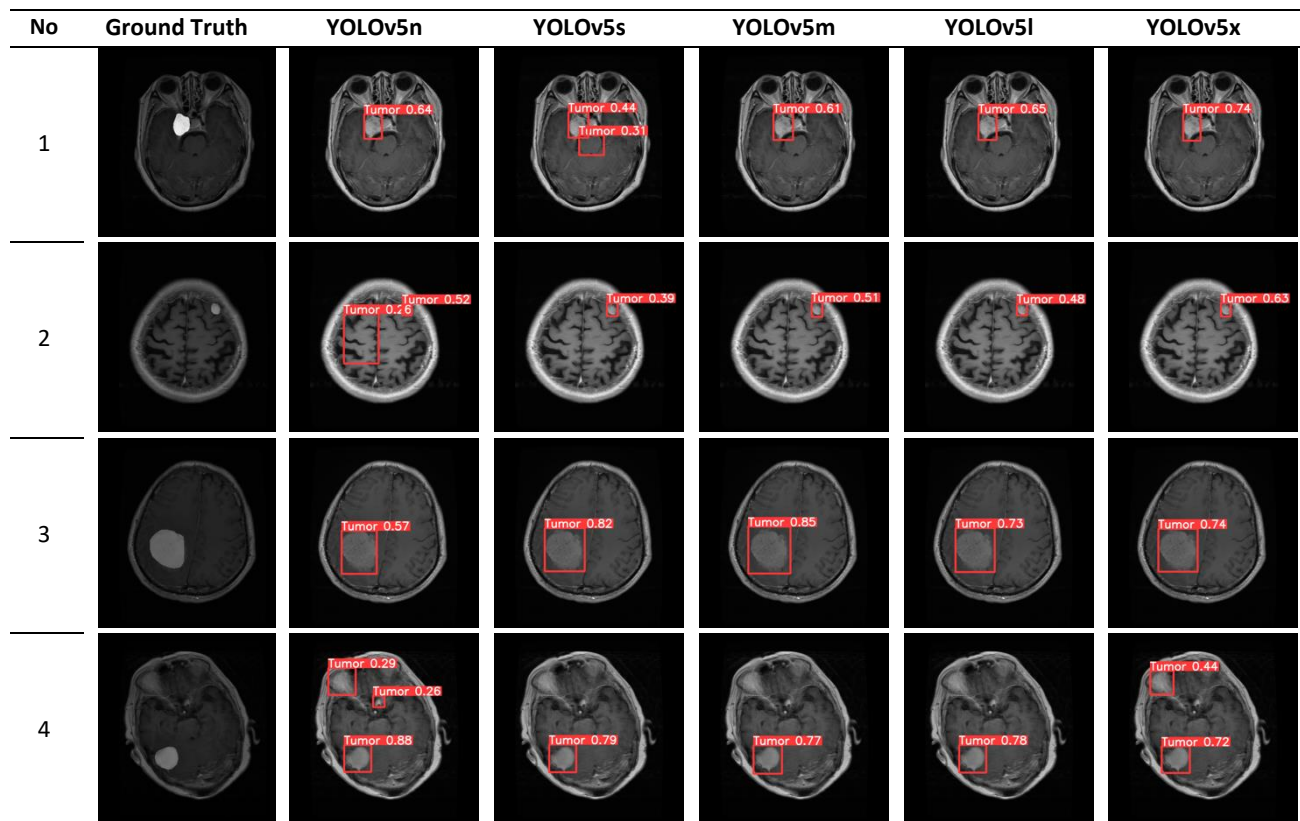 No Ground Truth YOLOv5n YOLOv5s YOLOv5m YOLOv5l YOLOv5x
1 Tumor 0.64 Tumor 0.44 Tumor 0.61 Tumor 0.65 Tumor 0.74
Tumor 0.31
2 Tumor 0.52 Tumor 0.39 Tumor 0.51 Tumor 0.48 Tumor 0.63
Tumor 0.26
3 Tumor 0.57 Tumor 0.82 Tumor 0.85 Tumor 0.73 Tumor 0.74
4 Tumor 0.29 Tumor 0.44
Tumor 0.26
Tumor 0.88 Tumor 0.79 Tumor 0.77 Tumor 0.78 Tumor 0.72